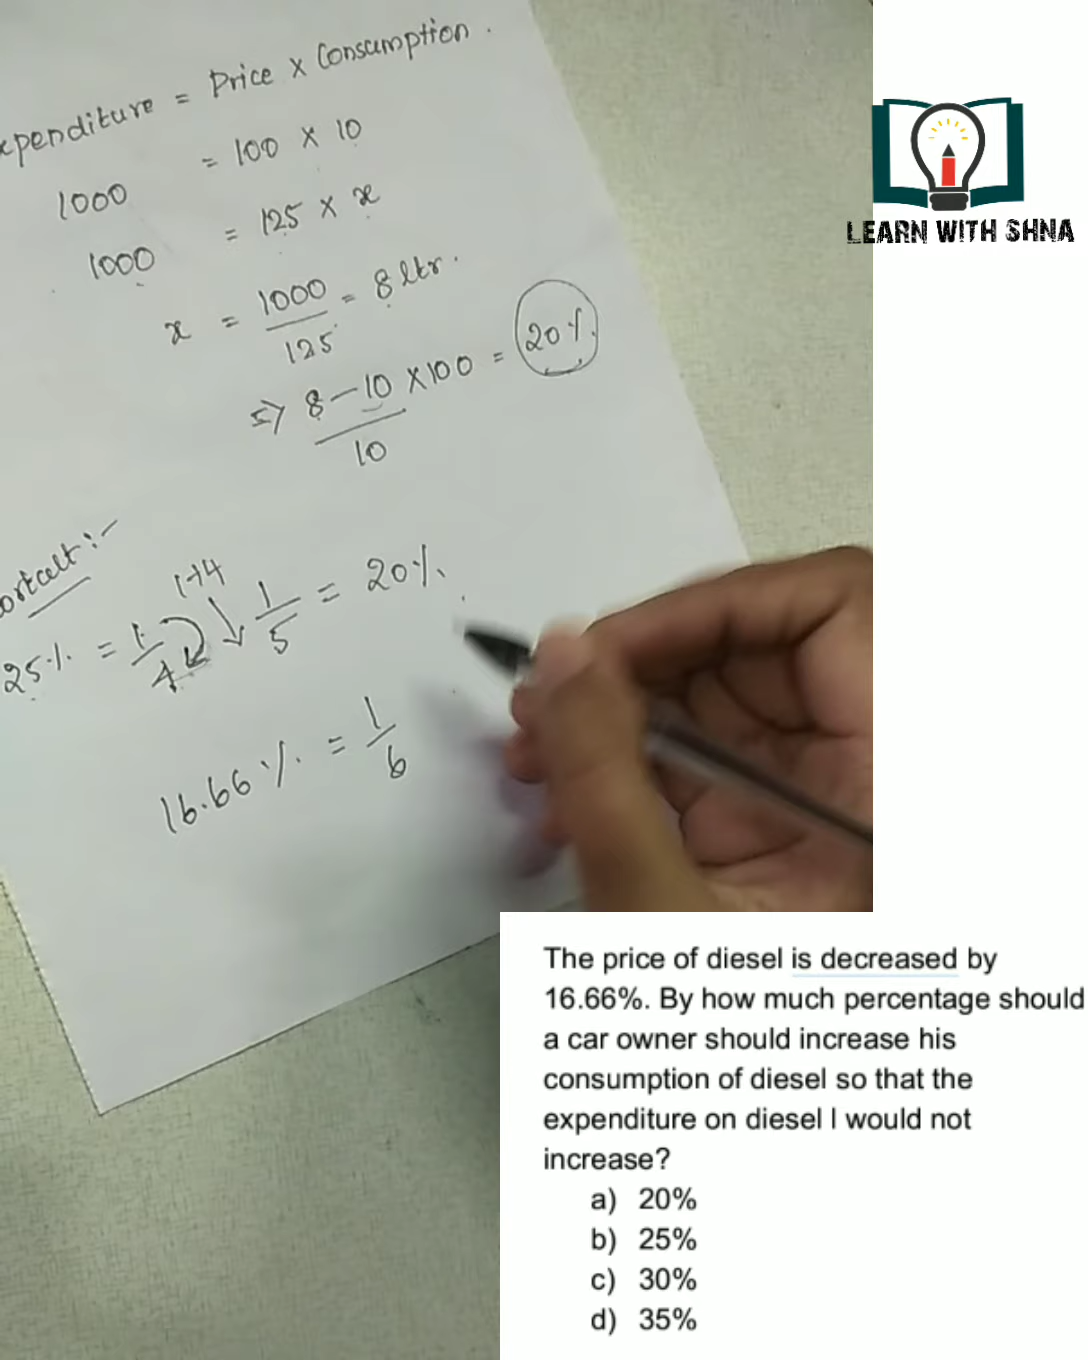 xpenditure = Price x Consumption.
1000 = 100 x 10
1000 = 125 x x
x = 1000/125 = 8 ltr.
=> 8-10/10 x100 = 20%.
ortcut:-
1+4
25% = 1/4 ↓ 1/5 = 20%.
16.66% = 1/6
LEARN WITH SHNA
The price of diesel is decreased by
16.66%. By how much percentage should
a car owner should increase his
consumption of diesel so that the
expenditure on diesel I would not
increase?
a) 20%
b) 25%
c) 30%
d) 35%